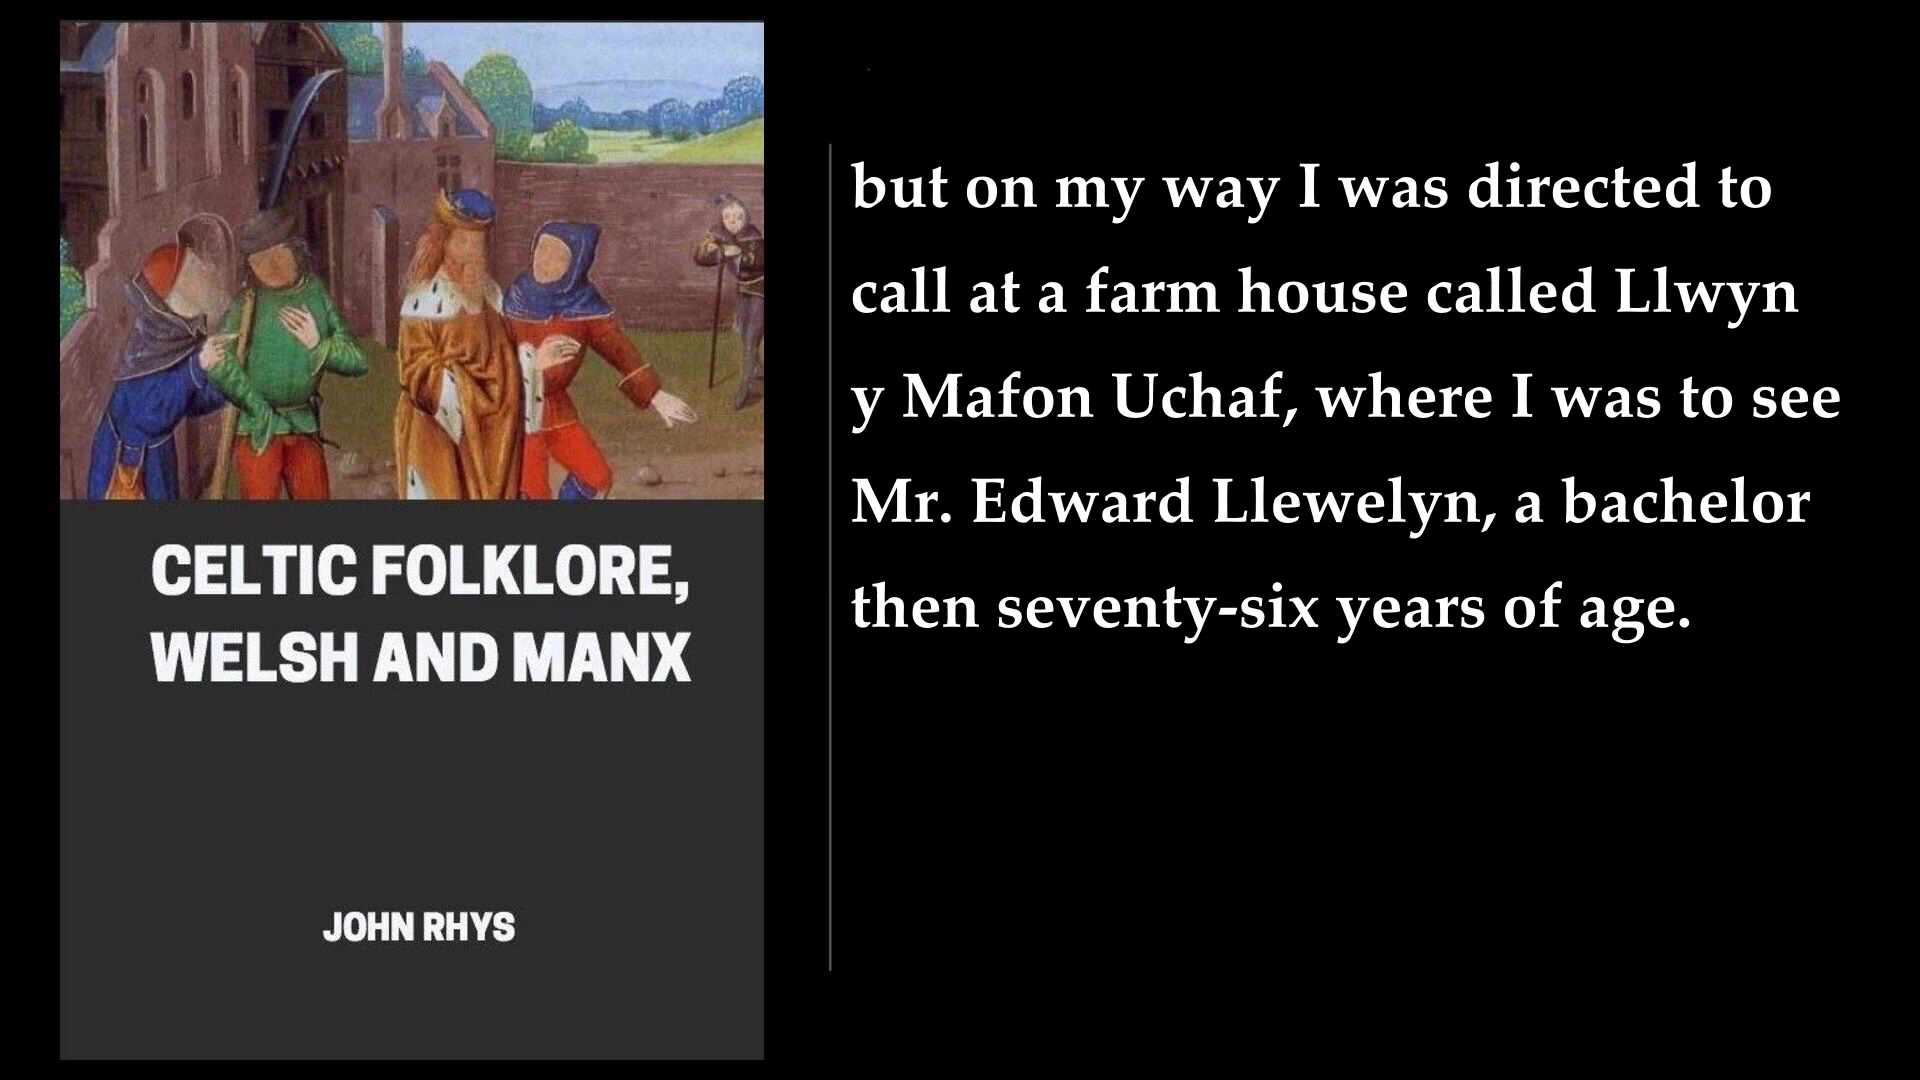 CELTIC FOLKLORE,
WELSH AND MANX
JOHN RHYS
but on my way I was directed to
call at a farm house called Llwyn
y Mafon Uchaf, where I was to see
Mr. Edward Llewelyn, a bachelor
then seventy-six years of age.